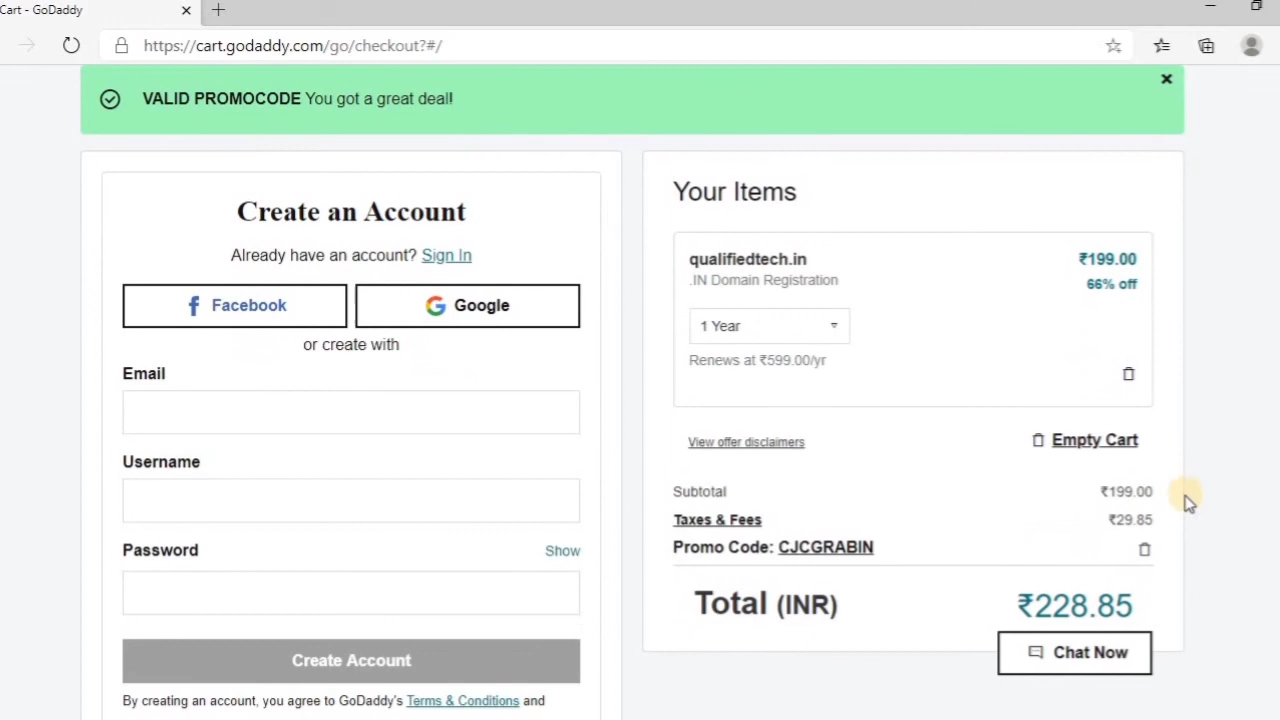 Cart - GoDaddy
https://cart.godaddy.com/go/checkout?#/
VALID PROMOCODE You got a great deal!
Create an Account
Already have an account? Sign In
Facebook
Google
or create with
Email
Username
Password
Show
Create Account
By creating an account, you agree to GoDaddy's Terms & Conditions and
Your Items
qualifiedtech.in
₹199.00
.IN Domain Registration
66% off
1 Year
Renews at ₹599.00/yr
View offer disclaimers
Empty Cart
Subtotal
₹199.00
Taxes & Fees
₹29.85
Promo Code: CJCGRABIN
Total (INR)
₹228.85
Chat Now